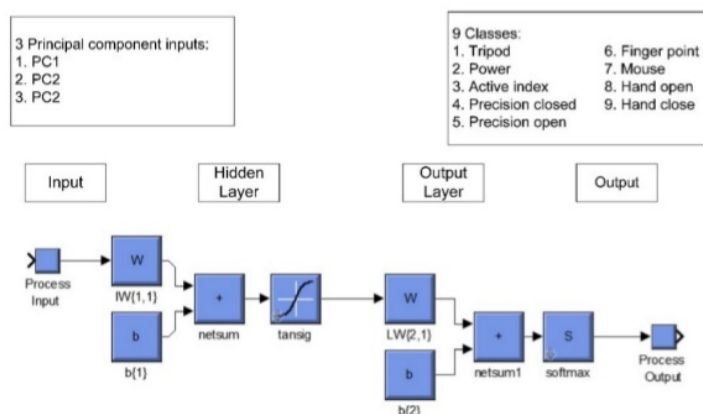 3 Principal component inputs:
1. PC1
2. PC2
3. PC2
9 Classes:
1. Tripod
2. Power
3. Active index
4. Precision closed
5. Precision open
6. Finger point
7. Mouse
8. Hand open
9. Hand close
Input
Hidden
Layer
Output
Layer
Output
Process
Input
W
IW{1,1}
b
b{1}
+
netsum
tansig
W
LW{2,1}
b
b{2}
+
netsum1
S
softmax
Process
Output